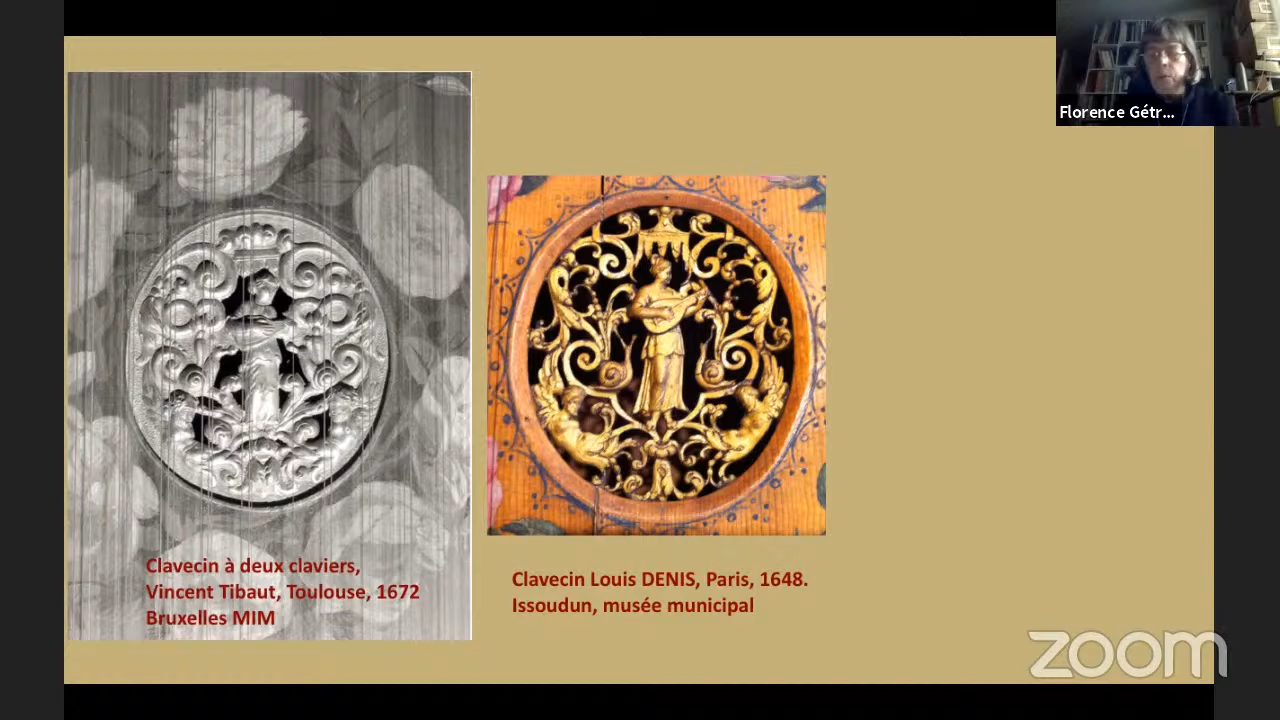 Florence Gétr...
Clavecin à deux claviers,
Vincent Tibaut, Toulouse, 1672
Bruxelles MIM
Clavecin Louis DENIS, Paris, 1648.
Issoudun, musée municipal
zoom